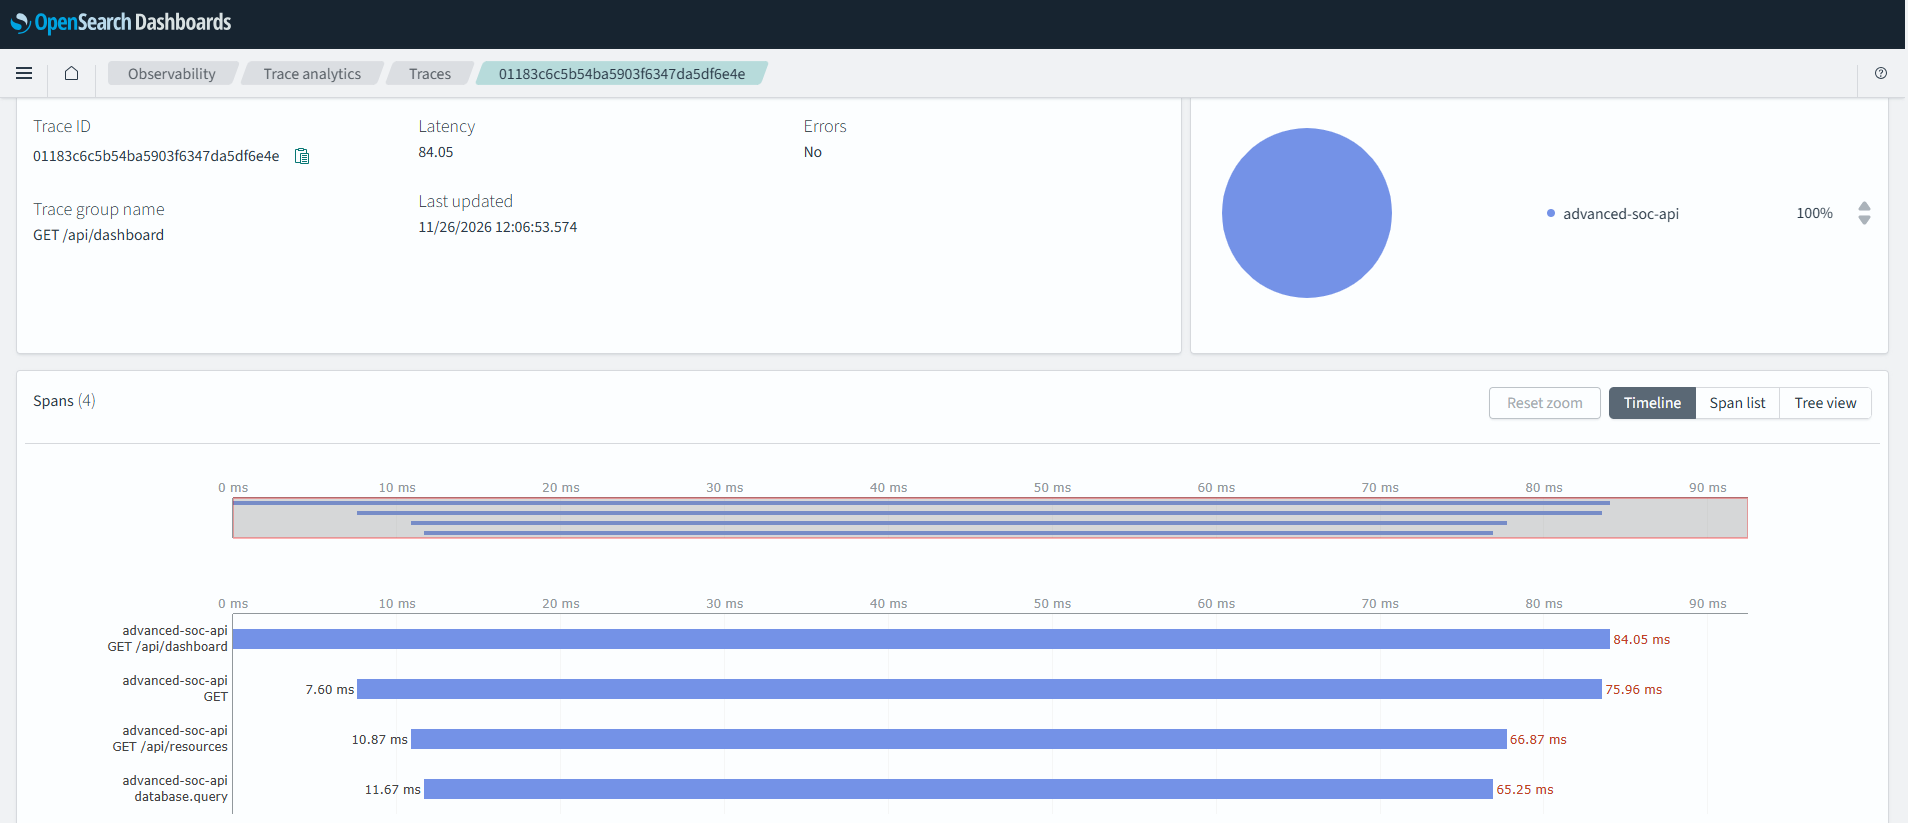 OpenSearch Dashboards
Observability
Trace analytics
Traces
01183c6c5b54ba5903f6347da5df6e4e
Trace ID
01183c6c5b54ba5903f6347da5df6e4e
Trace group name
GET /api/dashboard
Latency
84.05
Last updated
11/26/2026 12:06:53.574
Errors
No
advanced-soc-api
100%
Spans (4)
Reset zoom
Timeline
Span list
Tree view
0 ms 10 ms 20 ms 30 ms 40 ms 50 ms 60 ms 70 ms 80 ms 90 ms
0 ms 10 ms 20 ms 30 ms 40 ms 50 ms 60 ms 70 ms 80 ms 90 ms
advanced-soc-api
GET /api/dashboard
84.05 ms
advanced-soc-api
GET
7.60 ms
75.96 ms
advanced-soc-api
GET /api/resources
10.87 ms
66.87 ms
advanced-soc-api
database.query
11.67 ms
65.25 ms